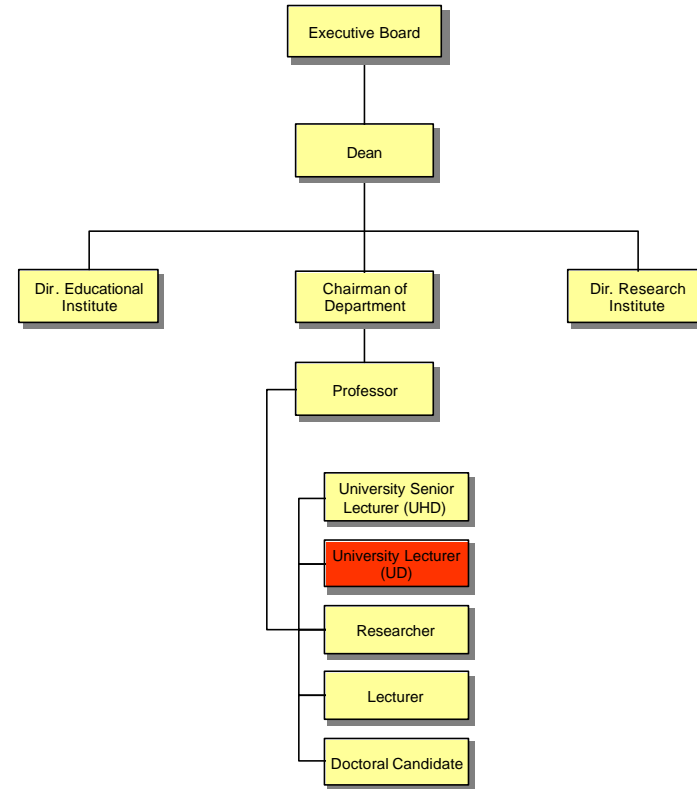 Executive Board
Dean
Dir. Educational
Institute
Chairman of
Department
Dir. Research
Institute
Professor
University Senior
Lecturer (UHD)
University Lecturer
(UD)
Researcher
Lecturer
Doctoral Candidate